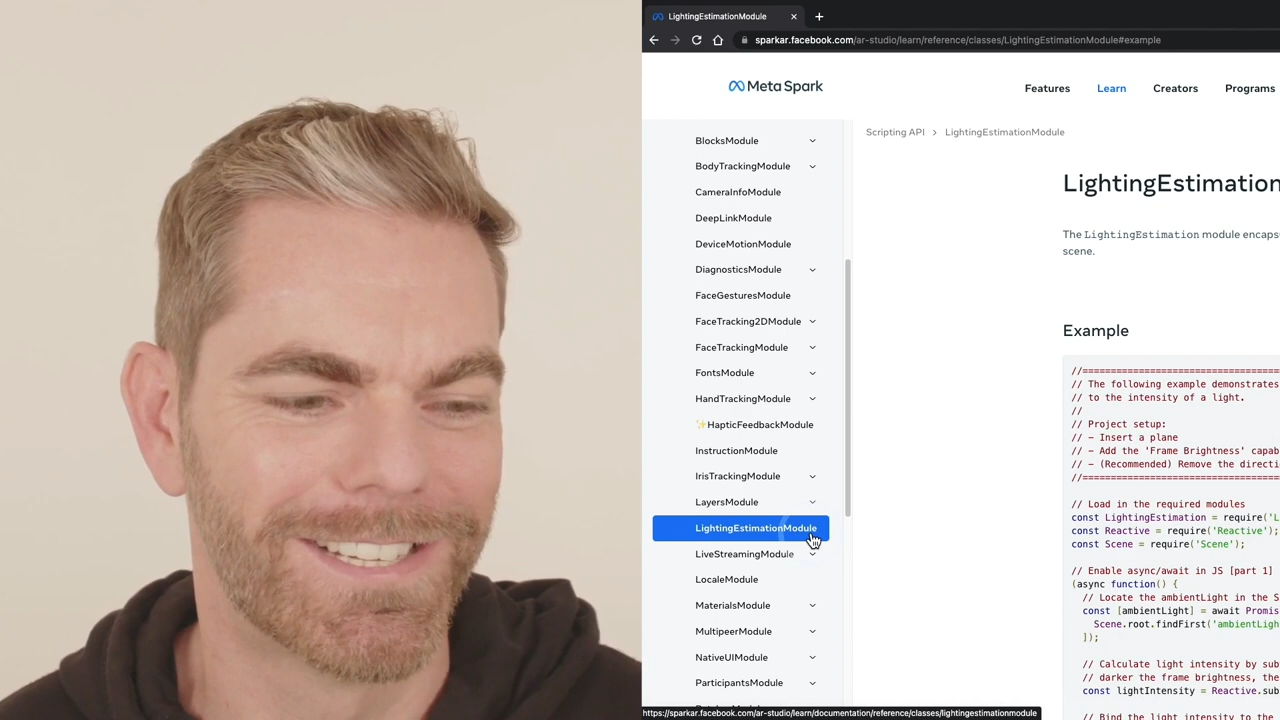 LightingEstimationModule
sparkar.facebook.com/ar-studio/learn/reference/classes/LightingEstimationModule#example
Meta Spark
Features
Learn
Creators
Programs
BlocksModule
BodyTrackingModule
CameraInfoModule
DeepLinkModule
DeviceMotionModule
DiagnosticsModule
FaceGesturesModule
FaceTracking2DModule
FaceTrackingModule
FontsModule
HandTrackingModule
✨HapticFeedbackModule
InstructionModule
IrisTrackingModule
LayersModule
LightingEstimationModule
LiveStreamingModule
LocaleModule
MaterialsModule
MultipeerModule
NativeUIModule
ParticipantsModule
Scripting API > LightingEstimationModule
LightingEstimation
The LightingEstimation module encaps
scene.
Example
//=====================================
// The following example demonstrates
// to the intensity of a light.
//
// Project setup:
// - Insert a plane
// - Add the 'Frame Brightness' capab
// - (Recommended) Remove the directi
//=====================================
// Load in the required modules
const LightingEstimation = require('L
const Reactive = require('Reactive');
const Scene = require('Scene');
// Enable async/await in JS [part 1]
(async function() {
// Locate the ambientLight in the S
const [ambientLight] = await Promis
Scene.root.findFirst('ambientLigh
]);
// Calculate light intensity by sub
// darker the frame brightness, the
const lightIntensity = Reactive.sub
// Bind the light intensity to the
https://sparkar.facebook.com/ar-studio/learn/documentation/reference/classes/lightingestimationmodule